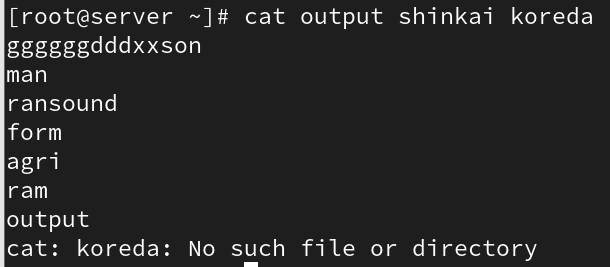 [root@server ~]# cat output shinkai koreda
ggggggdddxxson
man
ransound
form
agri
ram
output
cat: koreda: No such file or directory